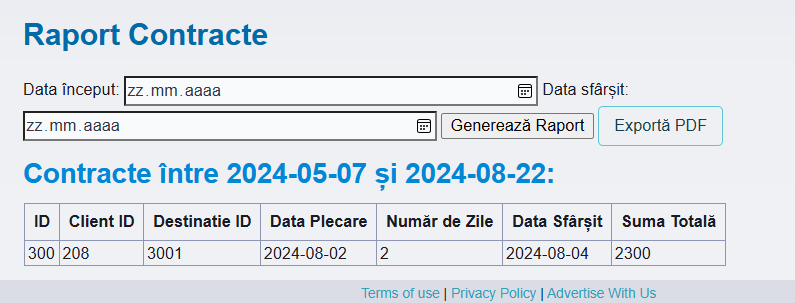 Raport Contracte
Data început: zz.mm.aaaa Data sfârșit:
zz.mm.aaaa Generează Raport Exportă PDF
Contracte între 2024-05-07 și 2024-08-22:
ID Client ID Destinatie ID Data Plecare Număr de Zile Data Sfârșit Suma Totală
300 208 3001 2024-08-02 2 2024-08-04 2300
Terms of use | Privacy Policy | Advertise With Us